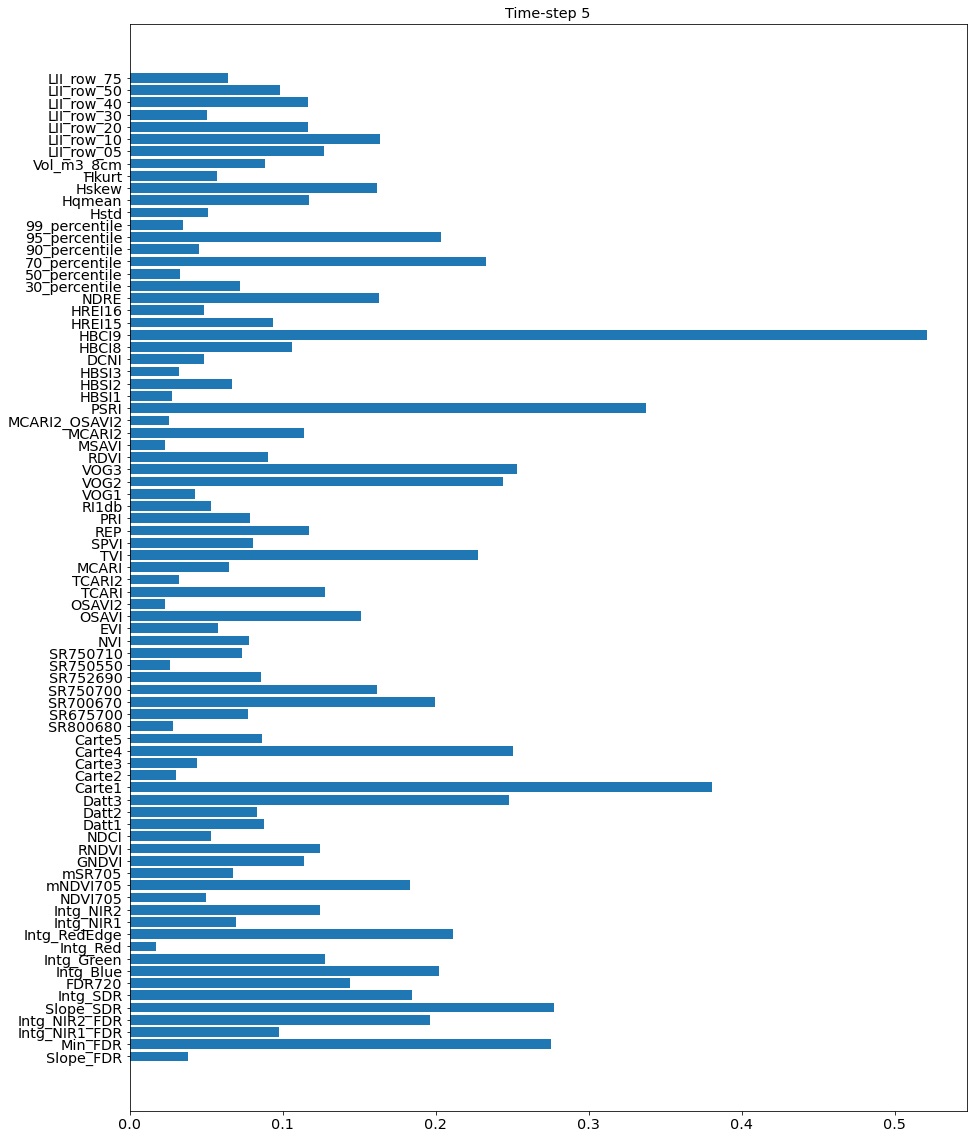 Time-step 5
LII_row_75
LII_row_50
LII_row_40
LII_row_30
LII_row_20
LII_row_10
LII_row_05
Vol_m3_8cm
Hkurt
Hskew
Hqmean
Hstd
99_percentile
95_percentile
90_percentile
70_percentile
50_percentile
30_percentile
NDRE
HREI16
HREI15
HBCI9
HBCI8
DCNI
HBSI3
HBSI2
HBSI1
PSRI
MCARI2_OSAVI2
MCARI2
MSAVI
RDVI
VOG3
VOG2
VOG1
RI1db
PRI
REP
SPVI
TVI
MCARI
TCARI2
TCARI
OSAVI2
OSAVI
EVI
NVI
SR750710
SR750550
SR752690
SR750700
SR700670
SR675700
SR800680
Carte5
Carte4
Carte3
Carte2
Carte1
Datt3
Datt2
Datt1
NDCI
RNDVI
GNDVI
mSR705
mNDVI705
NDVI705
Intg_NIR2
Intg_NIR1
Intg_RedEdge
Intg_Red
Intg_Green
Intg_Blue
FDR720
Intg_SDR
Slope_SDR
Intg_NIR2_FDR
Intg_NIR1_FDR
Min_FDR
Slope_FDR
0.0 0.1 0.2 0.3 0.4 0.5